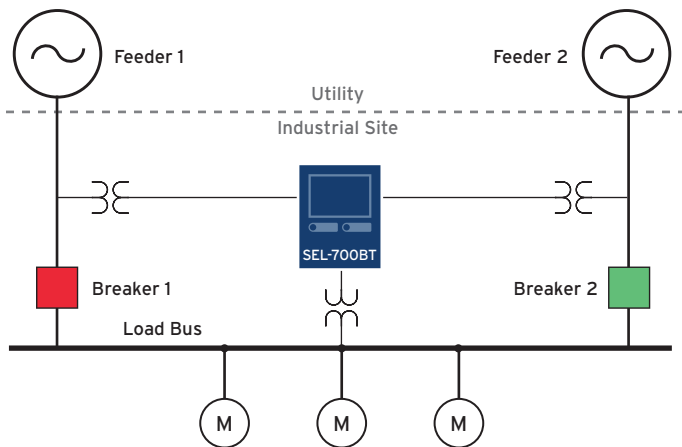 Feeder 1
Feeder 2
Utility
Industrial Site
SEL-700BT
Breaker 1
Breaker 2
Load Bus
M
M
M